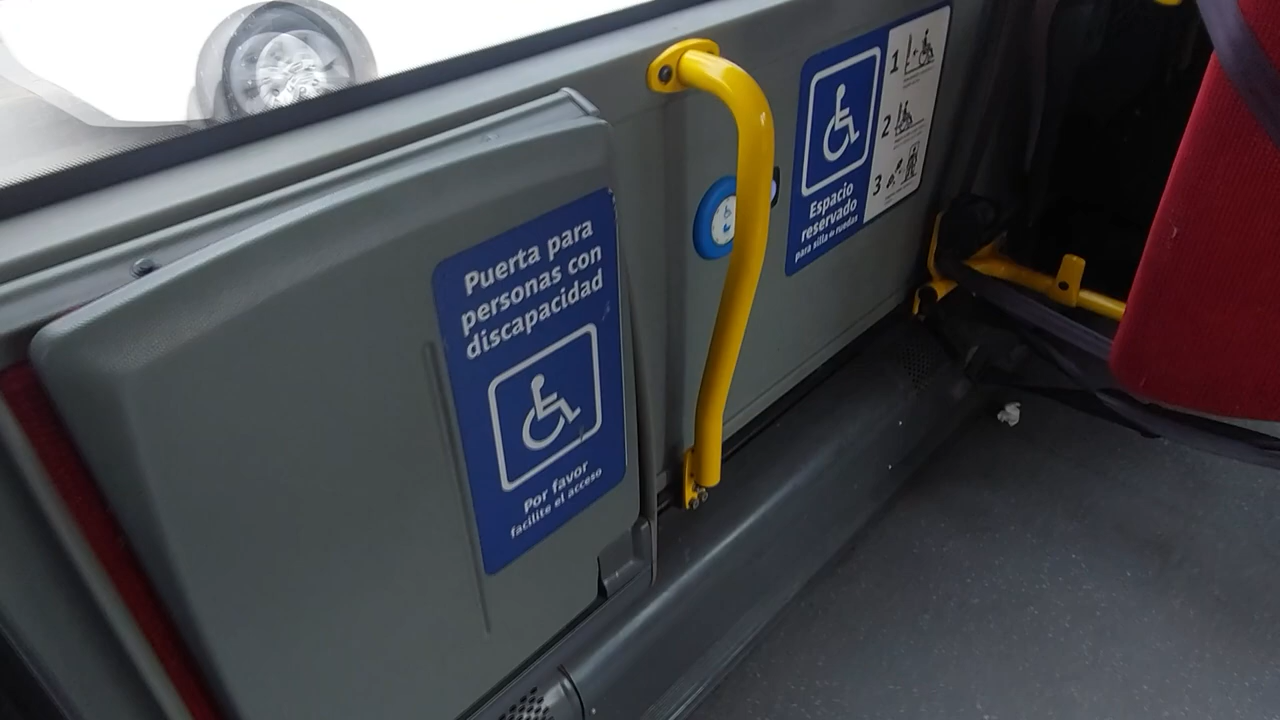 Puerta para
personas con
discapacidad
Por favor
facilite el acceso
Espacio
reservado
para silla de ruedas
1
2
3